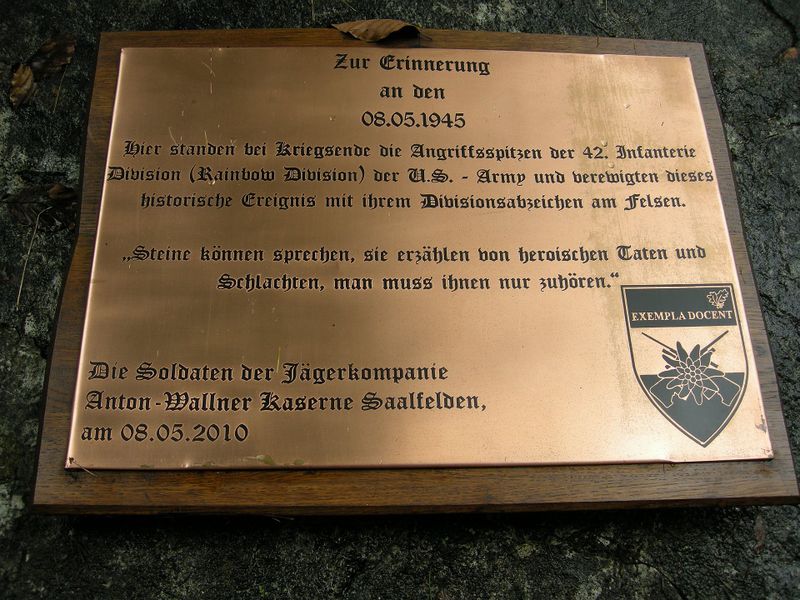 Zur Erinnerung
an den
08.05.1945
Hier standen bei Kriegsende die Angriffsspitzen der 42. Infanterie
Division (Rainbow Division) der U.S. - Army und verewigten dieses
historische Ereignis mit ihrem Divisionsabzeichen am Felsen.
„Steine können sprechen, sie erzählen von heroischen Taten und
Schlachten, man muss ihnen nur zuhören.“
EXEMPLA DOCENT
Die Soldaten der Jägerkompanie
Anton-Wallner Kaserne Saalfelden,
am 08.05.2010